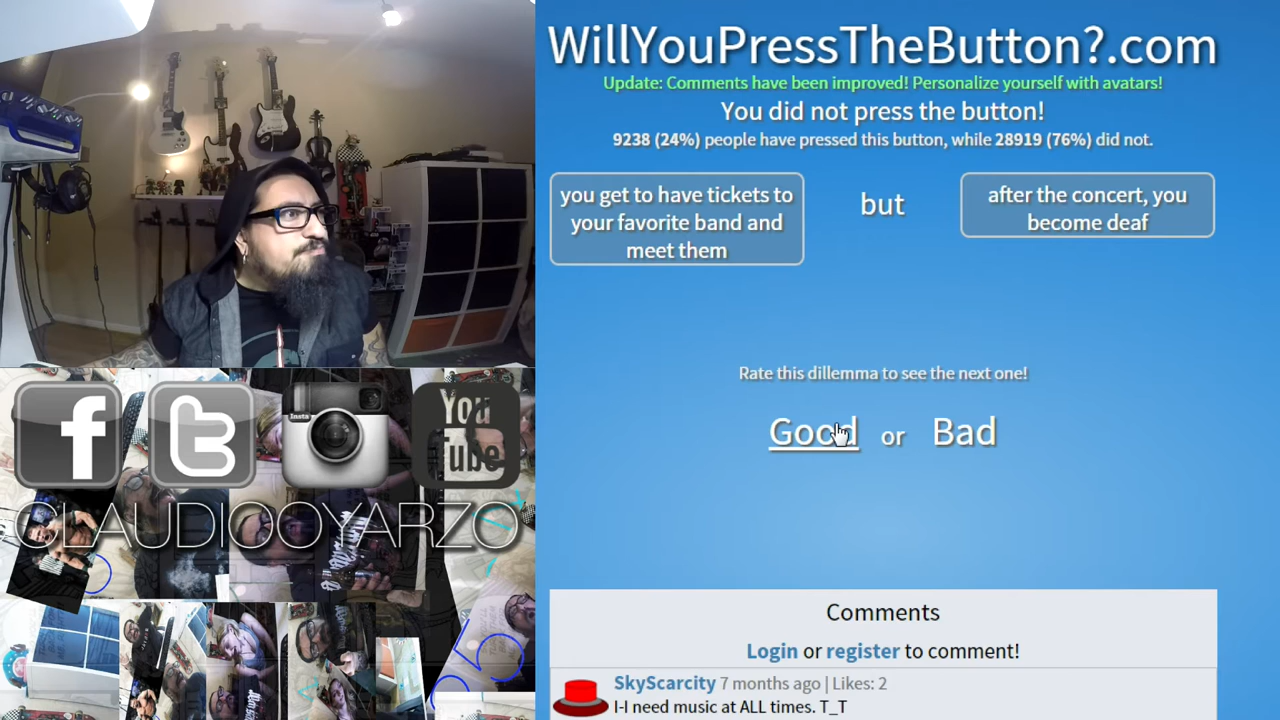 WillYouPressTheButton?.com
Update: Comments have been improved! Personalize yourself with avatars!
You did not press the button!
9238 (24%) people have pressed this button, while 28919 (76%) did not.
you get to have tickets to
your favorite band and
meet them
but
after the concert, you
become deaf
Rate this dillemma to see the next one!
Good or Bad
Insta
You
Tube
CLAUDIOOYARZO
Comments
Login or register to comment!
SkyScarcity 7 months ago | Likes: 2
I-I need music at ALL times. T_T